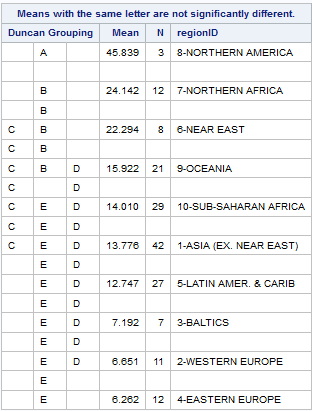 Means with the same letter are not significantly different.
Duncan Grouping Mean N regionID
A 45.839 3 8-NORTHERN AMERICA
B 24.142 12 7-NORTHERN AFRICA
B
C B 22.294 8 6-NEAR EAST
C B
C B D 15.922 21 9-OCEANIA
C D
C E D 14.010 29 10-SUB-SAHARAN AFRICA
C E D
C E D 13.776 42 1-ASIA (EX. NEAR EAST)
E D
E D 12.747 27 5-LATIN AMER. & CARIB
E D
E D 7.192 7 3-BALTICS
E D
E D 6.651 11 2-WESTERN EUROPE
E
E 6.262 12 4-EASTERN EUROPE